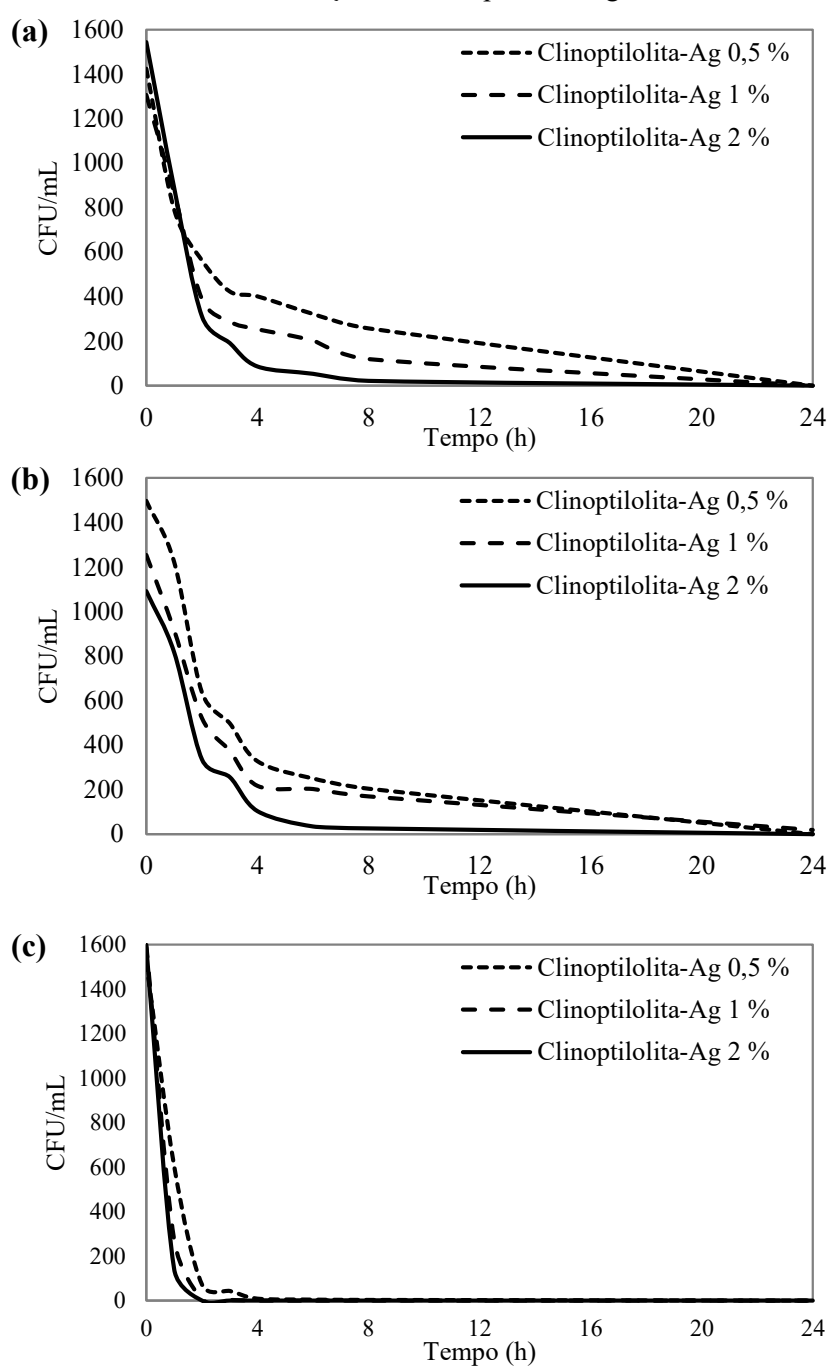 (a)
1600
1400
1200
1000
800
600
400
200
0
CFU/mL
Clinoptilolita-Ag 0,5 %
Clinoptilolita-Ag 1 %
Clinoptilolita-Ag 2 %
0 4 8 12 16 20 24
Tempo (h)
(b)
1600
1400
1200
1000
800
600
400
200
0
CFU/mL
Clinoptilolita-Ag 0,5 %
Clinoptilolita-Ag 1 %
Clinoptilolita-Ag 2 %
0 4 8 12 16 20 24
Tempo (h)
(c)
1600
1400
1200
1000
800
600
400
200
0
CFU/mL
Clinoptilolita-Ag 0,5 %
Clinoptilolita-Ag 1 %
Clinoptilolita-Ag 2 %
0 4 8 12 16 20 24
Tempo (h)